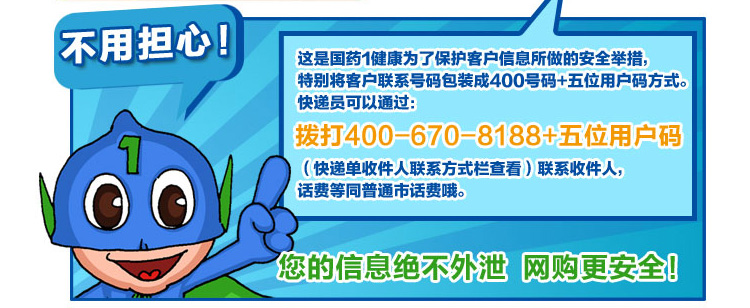 不用担心！
这是国药1健康为了保护客户信息所做的安全举措，
特别将客户联系号码包装成400号码+五位用户码方式。
快递员可以通过：
拨打400-670-8188+五位用户码
（快递单收件人联系方式栏查看）联系收件人，
话费等同普通市话费哦。
1
您的信息绝不外泄 网购更安全！